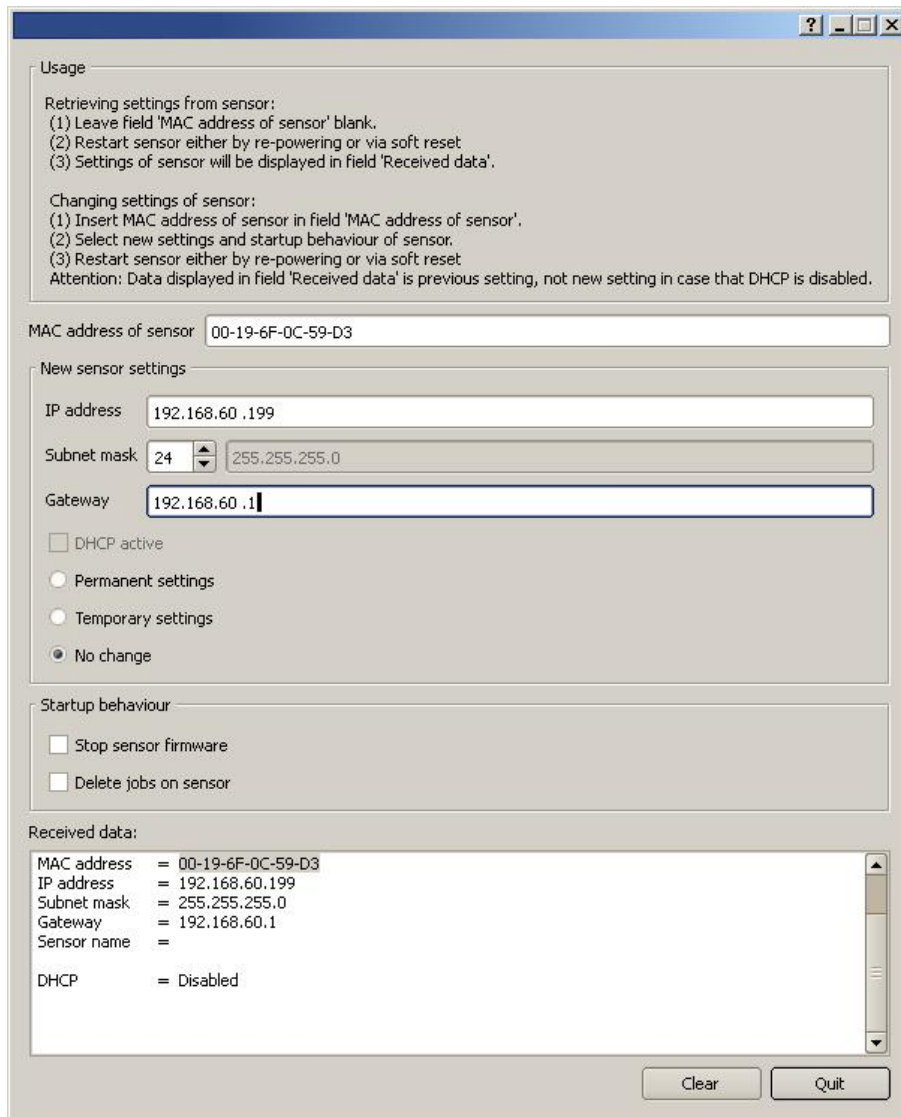 ?
Usage
Retrieving settings from sensor:
(1) Leave field 'MAC address of sensor' blank.
(2) Restart sensor either by re-powering or via soft reset
(3) Settings of sensor will be displayed in field 'Received data'.
Changing settings of sensor:
(1) Insert MAC address of sensor in field 'MAC address of sensor'.
(2) Select new settings and startup behaviour of sensor.
(3) Restart sensor either by re-powering or via soft reset
Attention: Data displayed in field 'Received data' is previous setting, not new setting in case that DHCP is disabled.
MAC address of sensor 00-19-6F-0C-59-D3
New sensor settings
IP address 192.168.60 .199
Subnet mask 24 255.255.255.0
Gateway 192.168.60 .1
DHCP active
Permanent settings
Temporary settings
No change
Startup behaviour
Stop sensor firmware
Delete jobs on sensor
Received data:
MAC address = 00-19-6F-0C-59-D3
IP address = 192.168.60.199
Subnet mask = 255.255.255.0
Gateway = 192.168.60.1
Sensor name =
DHCP = Disabled
Clear Quit